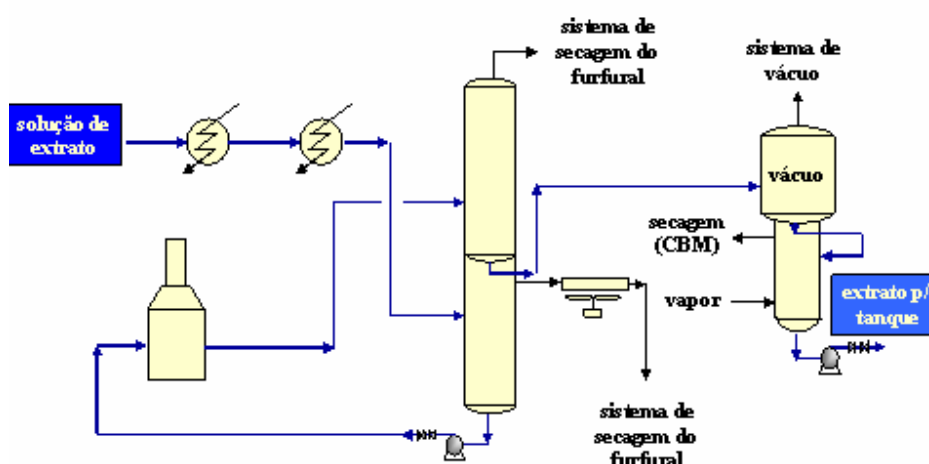 sistema de
secagem do
furfural
sistema de
vácuo
solução de
extrato
vácuo
secagem
(CBM)
vapor
extrato p/
tanque
sistema de
secagem do
furfural